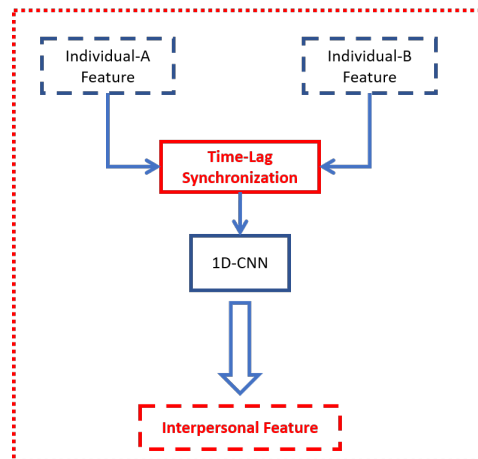 Individual-A
Feature
Individual-B
Feature
Time-Lag
Synchronization
1D-CNN
Interpersonal Feature